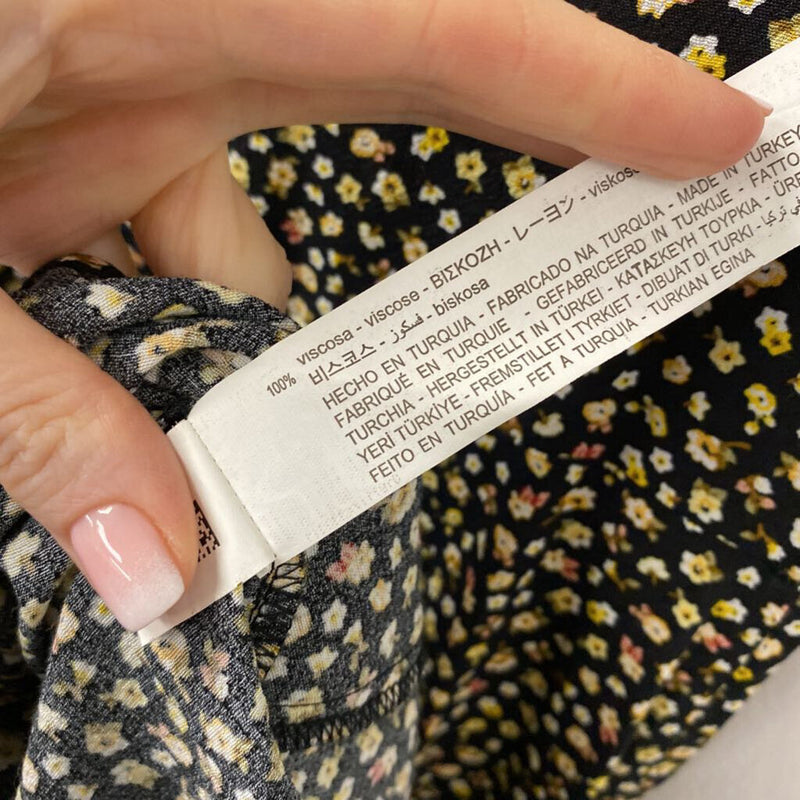 100% viscosa - viscose - ΒΙΣΚΟΖΗ - レーヨン - viskose
비스코스 - فسكوز - biskosa
HECHO EN TURQUIA - FABRICADO NA TURQUIA - MADE IN TURKEY
FABRIQUÉ EN TURQUIE - GEFABRICEERD IN TURKIJE - FATTO
TURCHIA - HERGESTELLT IN TÜRKEI - ΚΑΤΑΣΚΕΥΗ ΤΟΥΡΚΙΑ - ÜRE
YERİ TÜRKİYE - FREMSTILLET I TYRKIET - DIBUAT DI TURKI -
FEITO EN TURQUÍA - FET A TURQUIA - TURKIAN EGINA